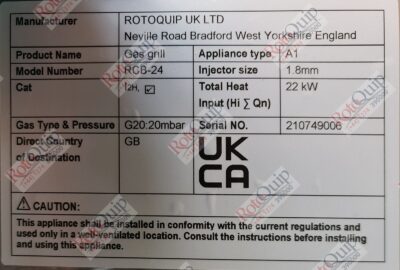 Manufacturer ROTOQUIP UK LTD
Neville Road Bradford West Yorkshire England
Product Name Gas grill Appliance type A1
Model Number RCB-24 Injector size 1.8mm
Cat I2H, ☑ Total Heat 22 kW
Input (Hi ∑ Qn)
Gas Type & Pressure G20:20mbar Serial NO. 210749006
Direct Country GB UK
of Destination CA
⚠ CAUTION:
This appliance shall be installed in conformity with the current regulations and
used only in a well-ventilated location. Consult the instructions before installing
and using this appliance.
RotoQuip